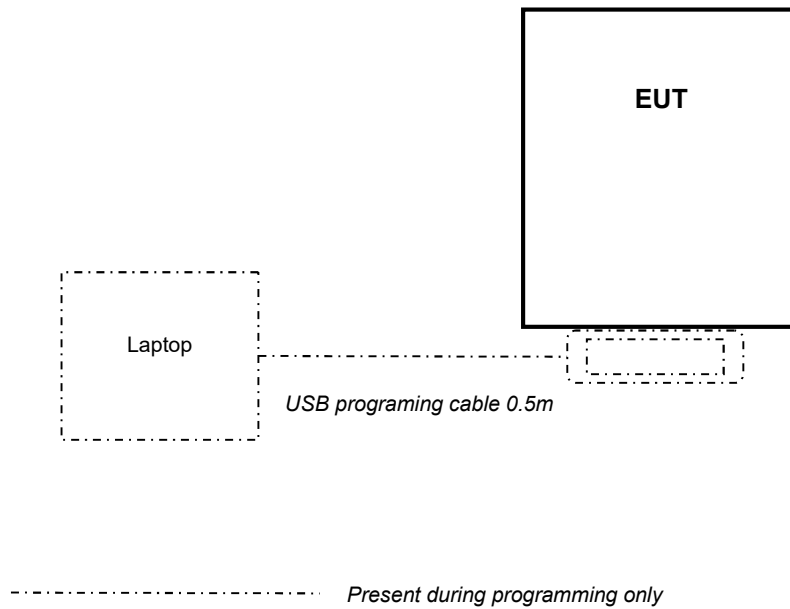 EUT
Laptop
USB programing cable 0.5m
Present during programming only